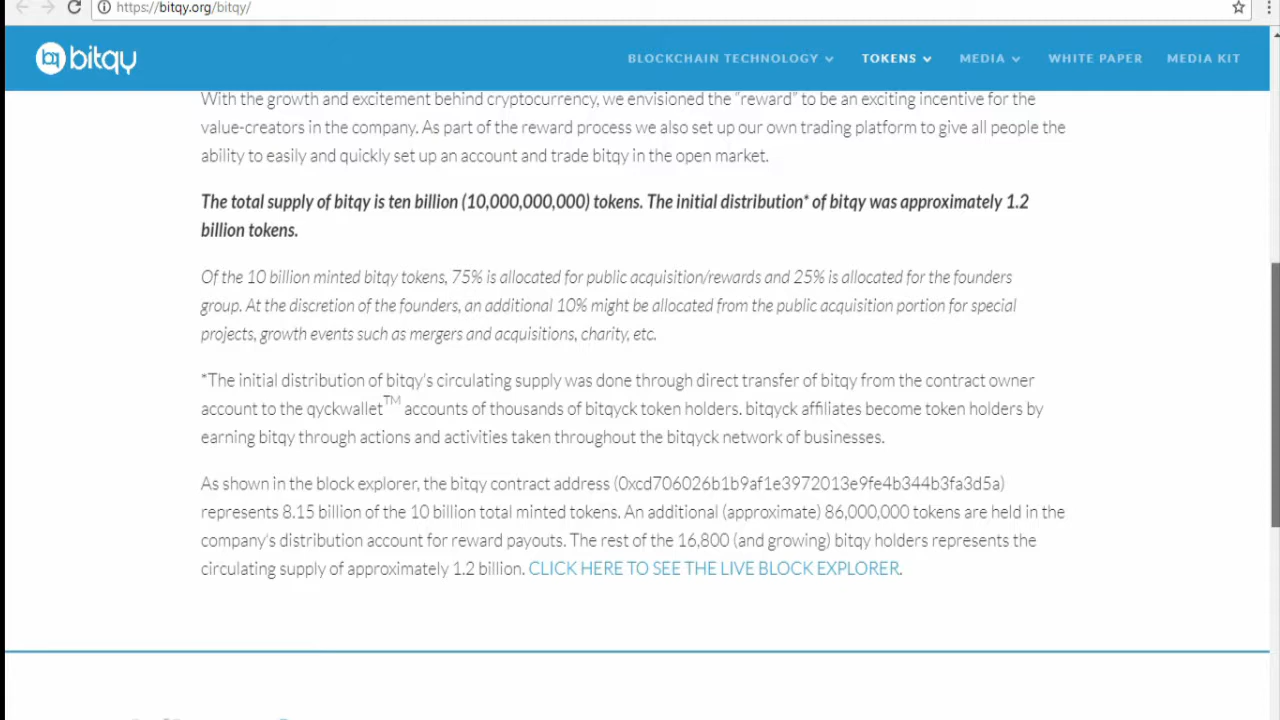 https://bitqy.org/bitqy/
bitqy
BLOCKCHAIN TECHNOLOGY TOKENS MEDIA WHITE PAPER MEDIA KIT
With the growth and excitement behind cryptocurrency, we envisioned the “reward” to be an exciting incentive for the
value-creators in the company. As part of the reward process we also set up our own trading platform to give all people the
ability to easily and quickly set up an account and trade bitqy in the open market.
The total supply of bitqy is ten billion (10,000,000,000) tokens. The initial distribution* of bitqy was approximately 1.2
billion tokens.
Of the 10 billion minted bitqy tokens, 75% is allocated for public acquisition/rewards and 25% is allocated for the founders
group. At the discretion of the founders, an additional 10% might be allocated from the public acquisition portion for special
projects, growth events such as mergers and acquisitions, charity, etc.
*The initial distribution of bitqy's circulating supply was done through direct transfer of bitqy from the contract owner
account to the qyckwallet™ accounts of thousands of bitqyck token holders. bitqyck affiliates become token holders by
earning bitqy through actions and activities taken throughout the bitqyck network of businesses.
As shown in the block explorer, the bitqy contract address (0xcd706026b1b9af1e3972013e9fe4b344b3fa3d5a)
represents 8.15 billion of the 10 billion total minted tokens. An additional (approximate) 86,000,000 tokens are held in the
company's distribution account for reward payouts. The rest of the 16,800 (and growing) bitqy holders represents the
circulating supply of approximately 1.2 billion. CLICK HERE TO SEE THE LIVE BLOCK EXPLORER.